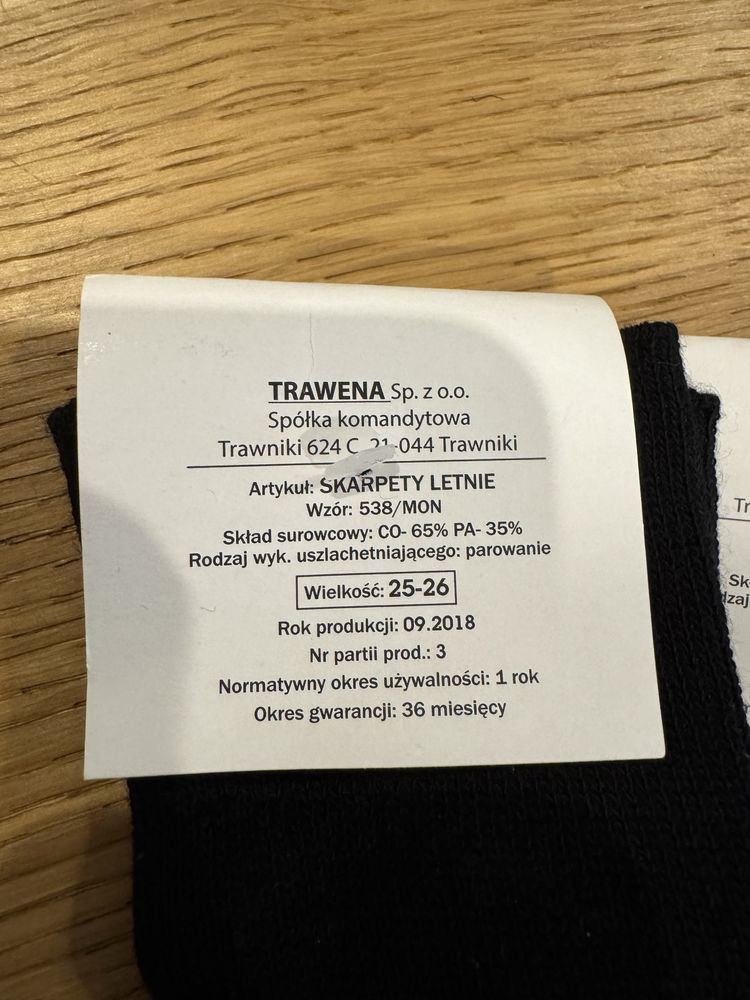 TRAWENA Sp. z o.o.
Spółka komandytowa
Trawniki 624 C 21-044 Trawniki
Artykuł: SKARPETY LETNIE
Wzór: 538/MON
Skład surowcowy: CO- 65% PA- 35%
Rodzaj wyk. uszlachetniającego: parowanie
Wielkość: 25-26
Rok produkcji: 09.2018
Nr partii prod.: 3
Normatywny okres używalności: 1 rok
Okres gwarancji: 36 miesięcy